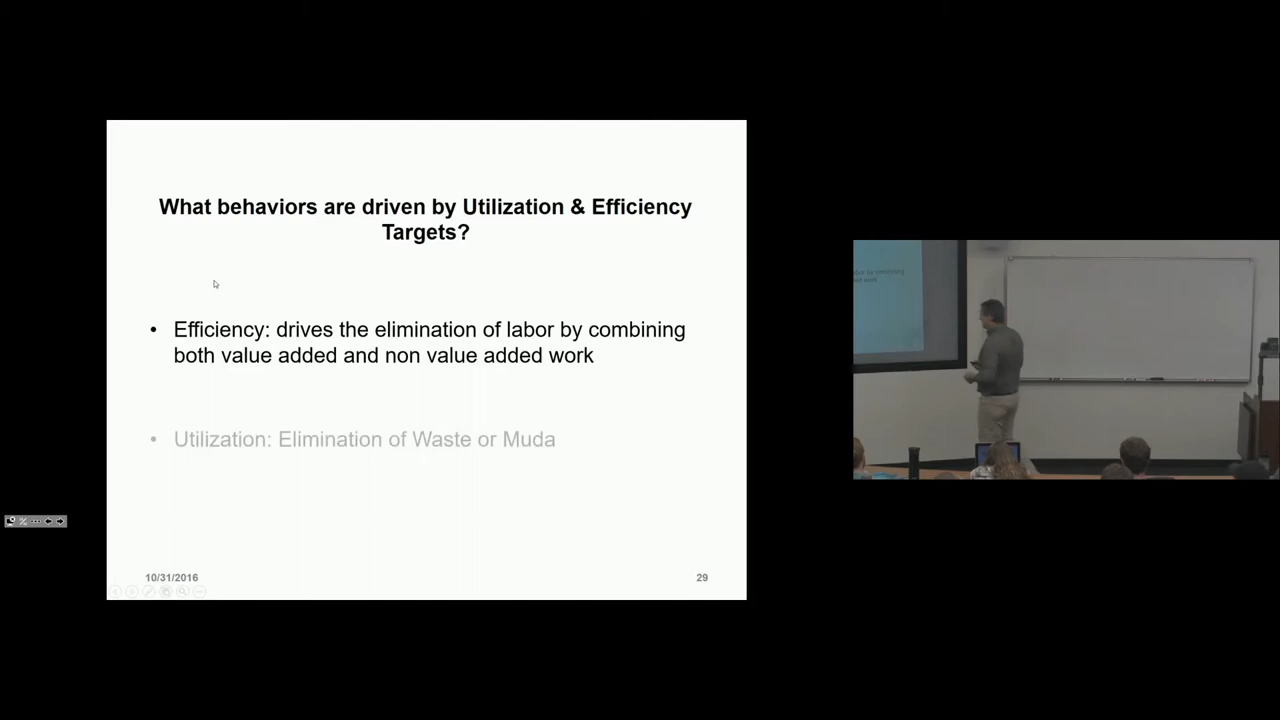 What behaviors are driven by Utilization & Efficiency
Targets?
• Efficiency: drives the elimination of labor by combining
both value added and non value added work
• Utilization: Elimination of Waste or Muda
10/31/2016
29